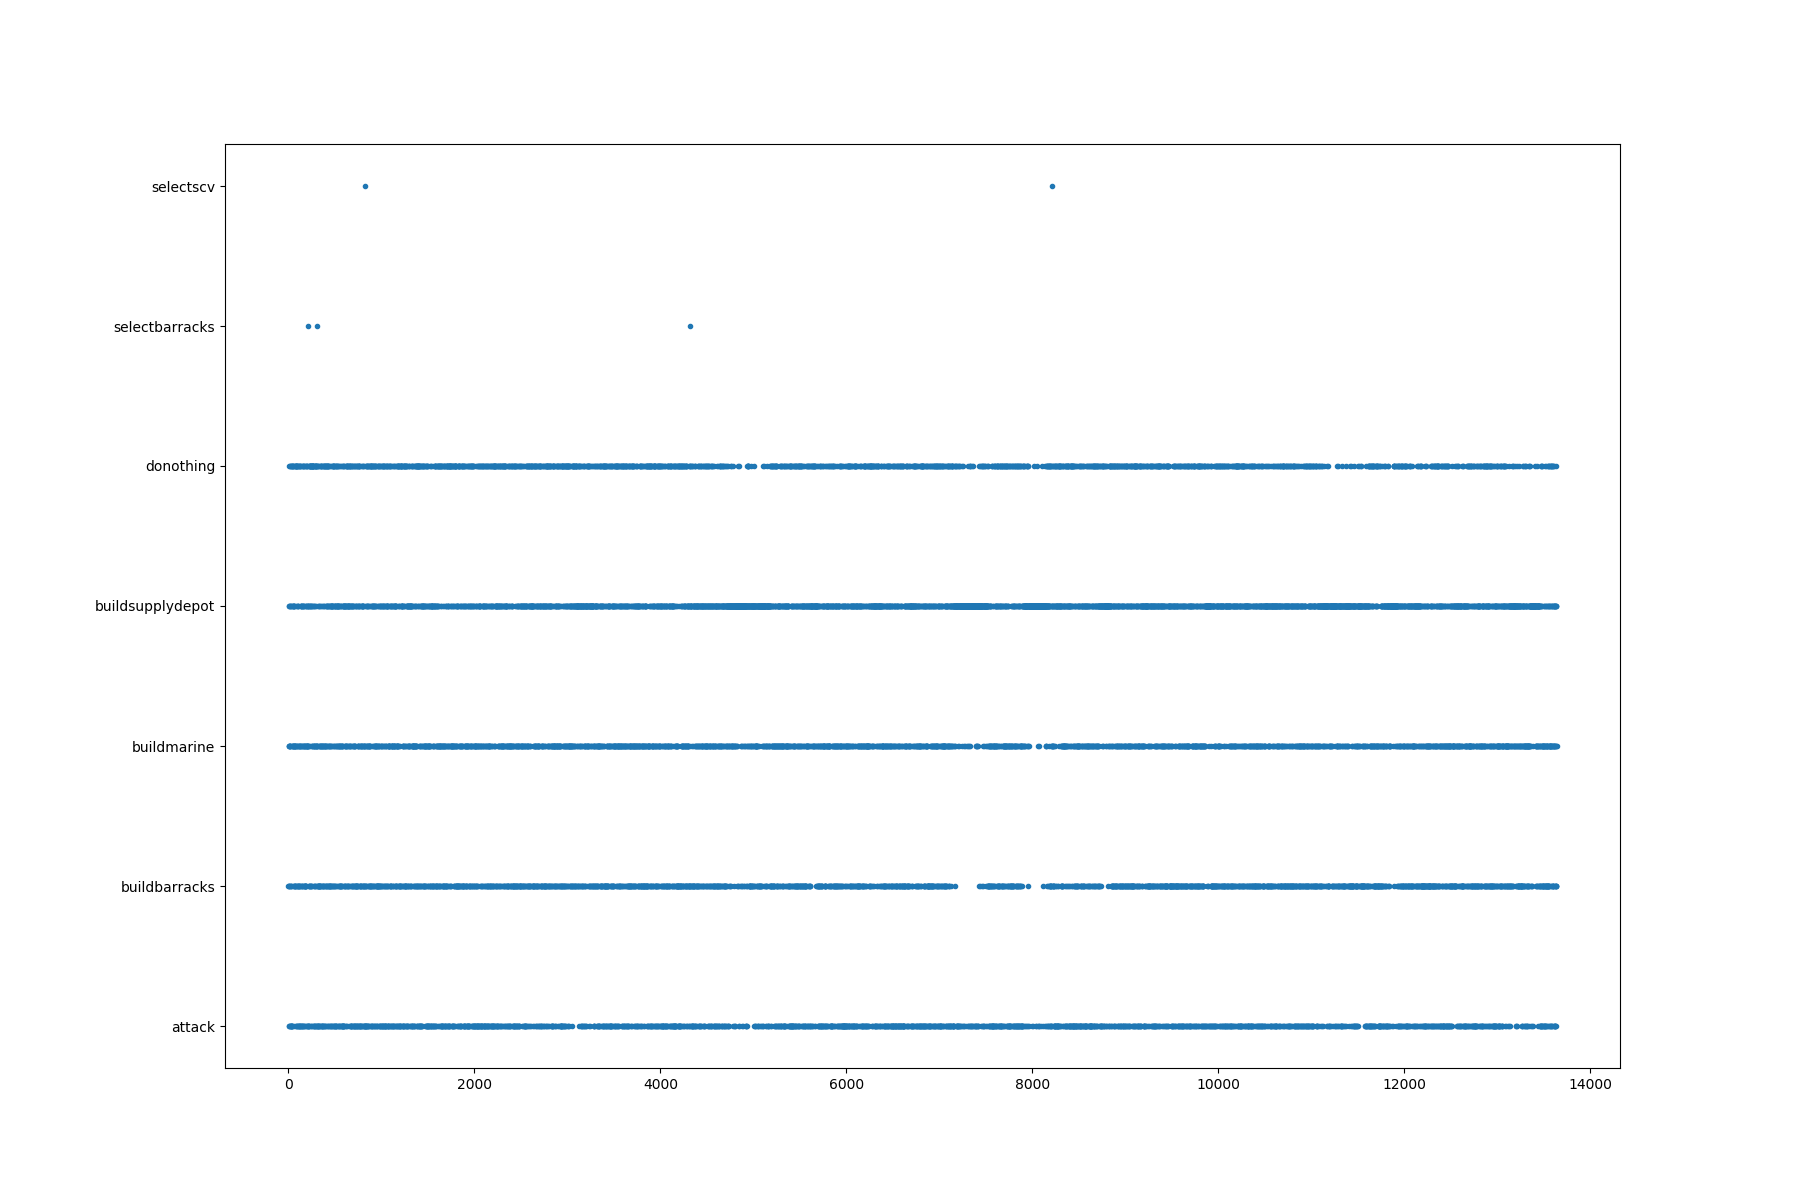 selectscv
selectbarracks
donothing
buildsupplydepot
buildmarine
buildbarracks
attack
0 2000 4000 6000 8000 10000 12000 14000